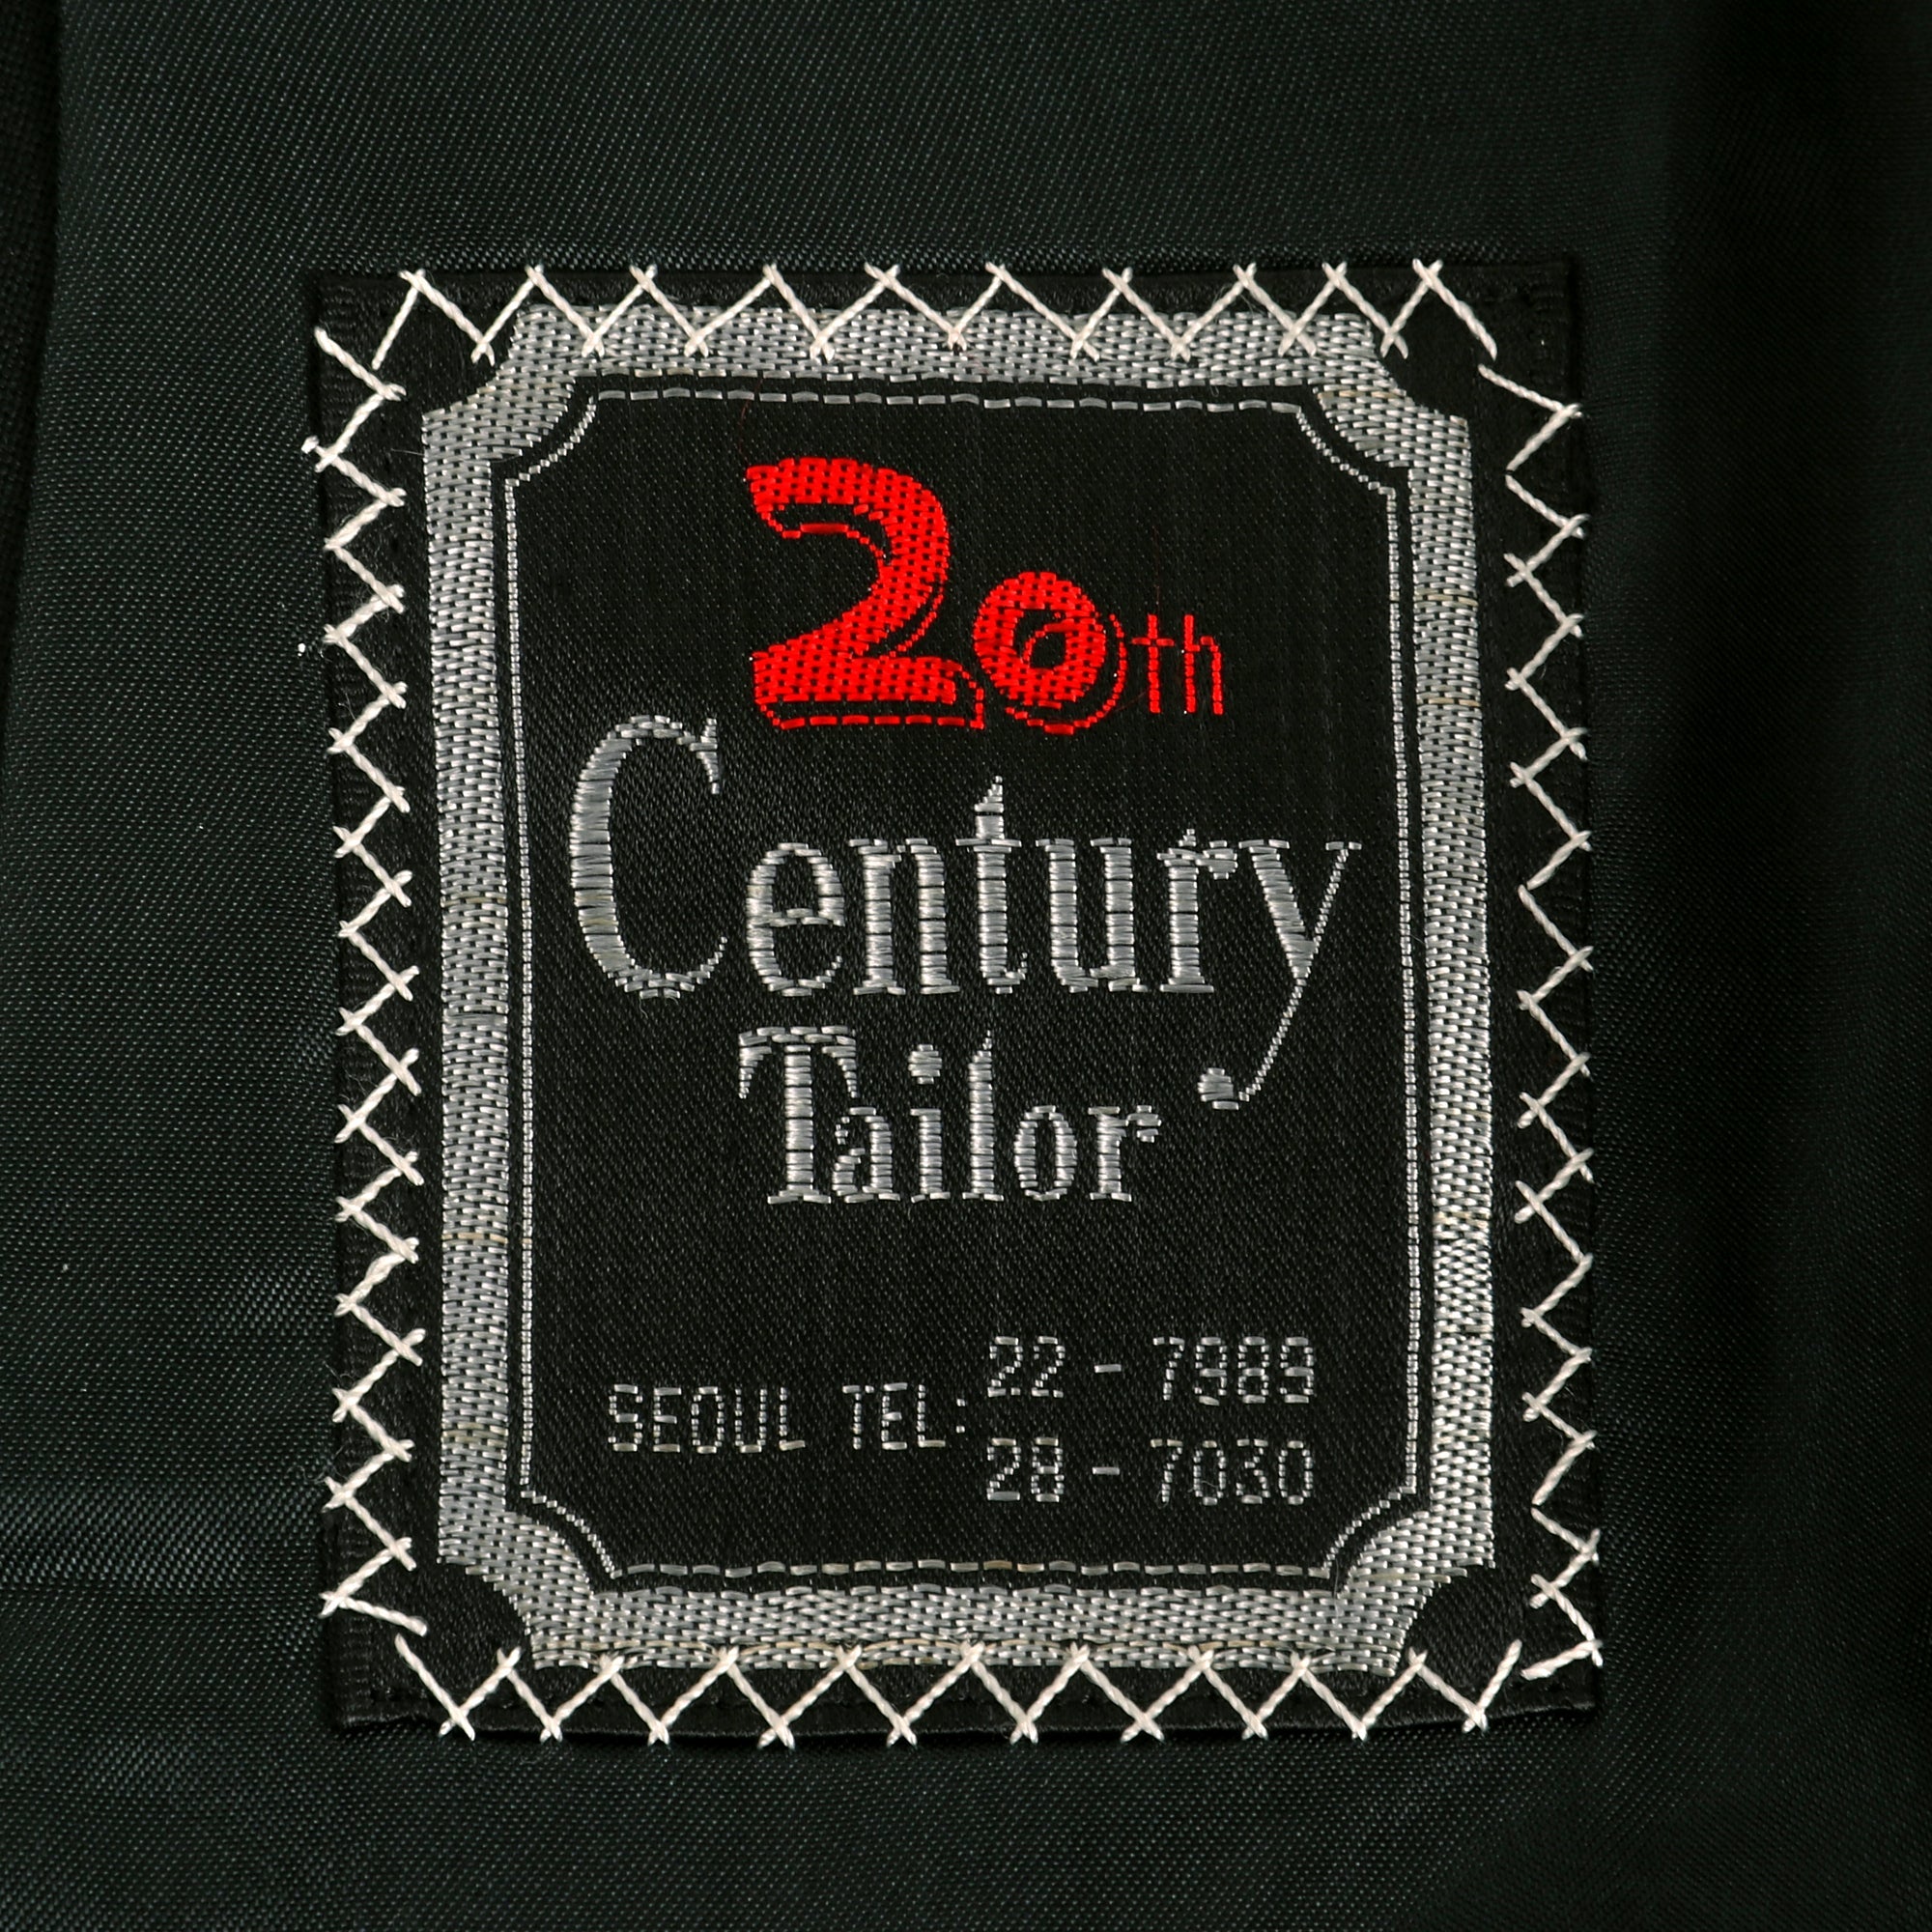 20th
Century
Tailor
SEOUL TEL: 22 - 7989
28 - 7030